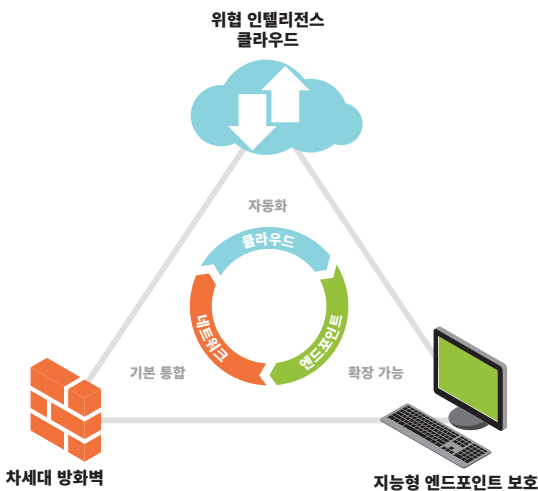 위협 인텔리전스
클라우드
자동화
클라우드
네트워크
엔드포인트
기본 통합
확장 가능
차세대 방화벽
지능형 엔드포인트 보호